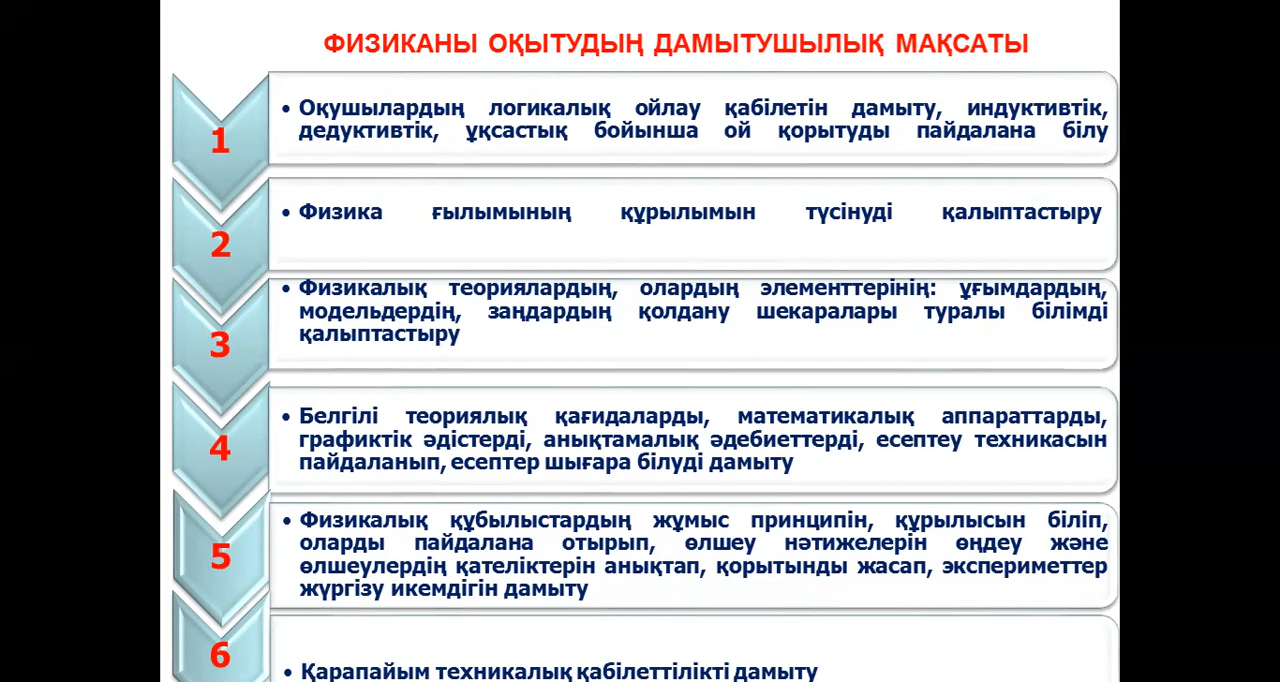 ФИЗИКАНЫ ОҚЫТУДЫҢ ДАМЫТУШЫЛЫҚ МАҚСАТЫ
1
• Оқушылардың логикалық ойлау қабілетін дамыту, индуктивтік,
дедуктивтік, ұқсастық бойынша ой қорытуды пайдалана білу
2
• Физика ғылымының құрылымын түсінуді қалыптастыру
3
• Физикалық теориялардың, олардың элементтерінің: ұғымдардың,
модельдердің, заңдардың қолдану шекаралары туралы білімді
қалыптастыру
4
• Белгілі теориялық қағидаларды, математикалық аппараттарды,
графиктік әдістерді, анықтамалық әдебиеттерді, есептеу техникасын
пайдаланып, есептер шығара білуді дамыту
5
• Физикалық құбылыстардың жұмыс принципін, құрылысын біліп,
оларды пайдалана отырып, өлшеу нәтижелерін өңдеу және
өлшеулердің қателіктерін анықтап, қорытынды жасап, экспериметтер
жүргізу икемдігін дамыту
6
• Қарапайым техникалық қабілеттілікті дамыту